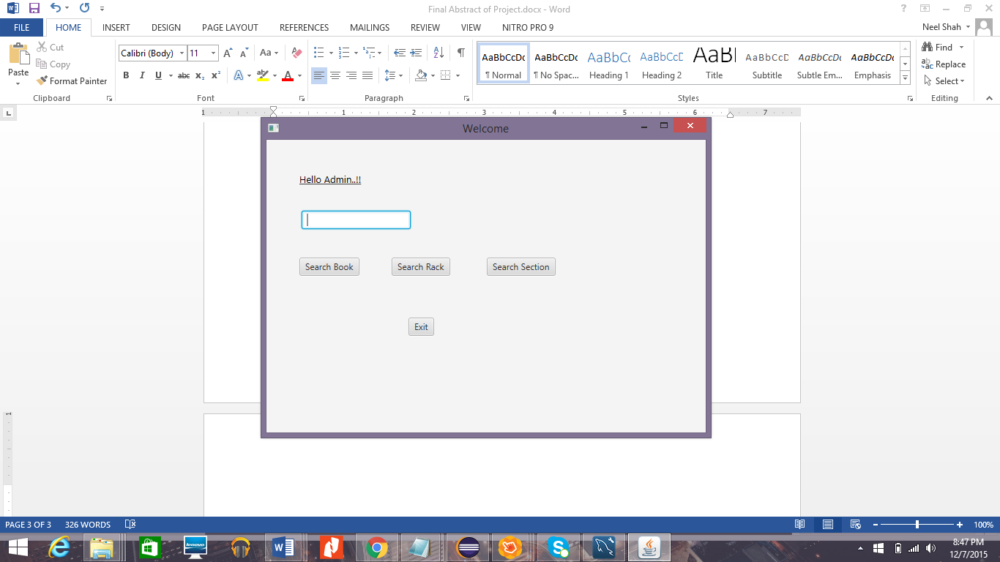 Final Abstract of Project.docx - Word
FILE HOME INSERT DESIGN PAGE LAYOUT REFERENCES MAILINGS REVIEW VIEW NITRO PRO 9 Neel Shah
Paste
Cut
Copy
Format Painter
Clipboard
Calibri (Body) 11
Font
Paragraph
AaBbCcDc AaBbCcDc AaBbCc AaBbCcD AaB AaBbCcD AaBbCcDc AaBbCcDc
¶ Normal ¶ No Spac... Heading 1 Heading 2 Title Subtitle Subtle Em... Emphasis
Styles
Find
Replace
Select
Editing
1 1 2 3 4 5 6 7
Welcome
Hello Admin..!!
Search Book Search Rack Search Section
Exit
1
PAGE 3 OF 3 326 WORDS 100%
lenovo
8:47 PM
12/7/2015